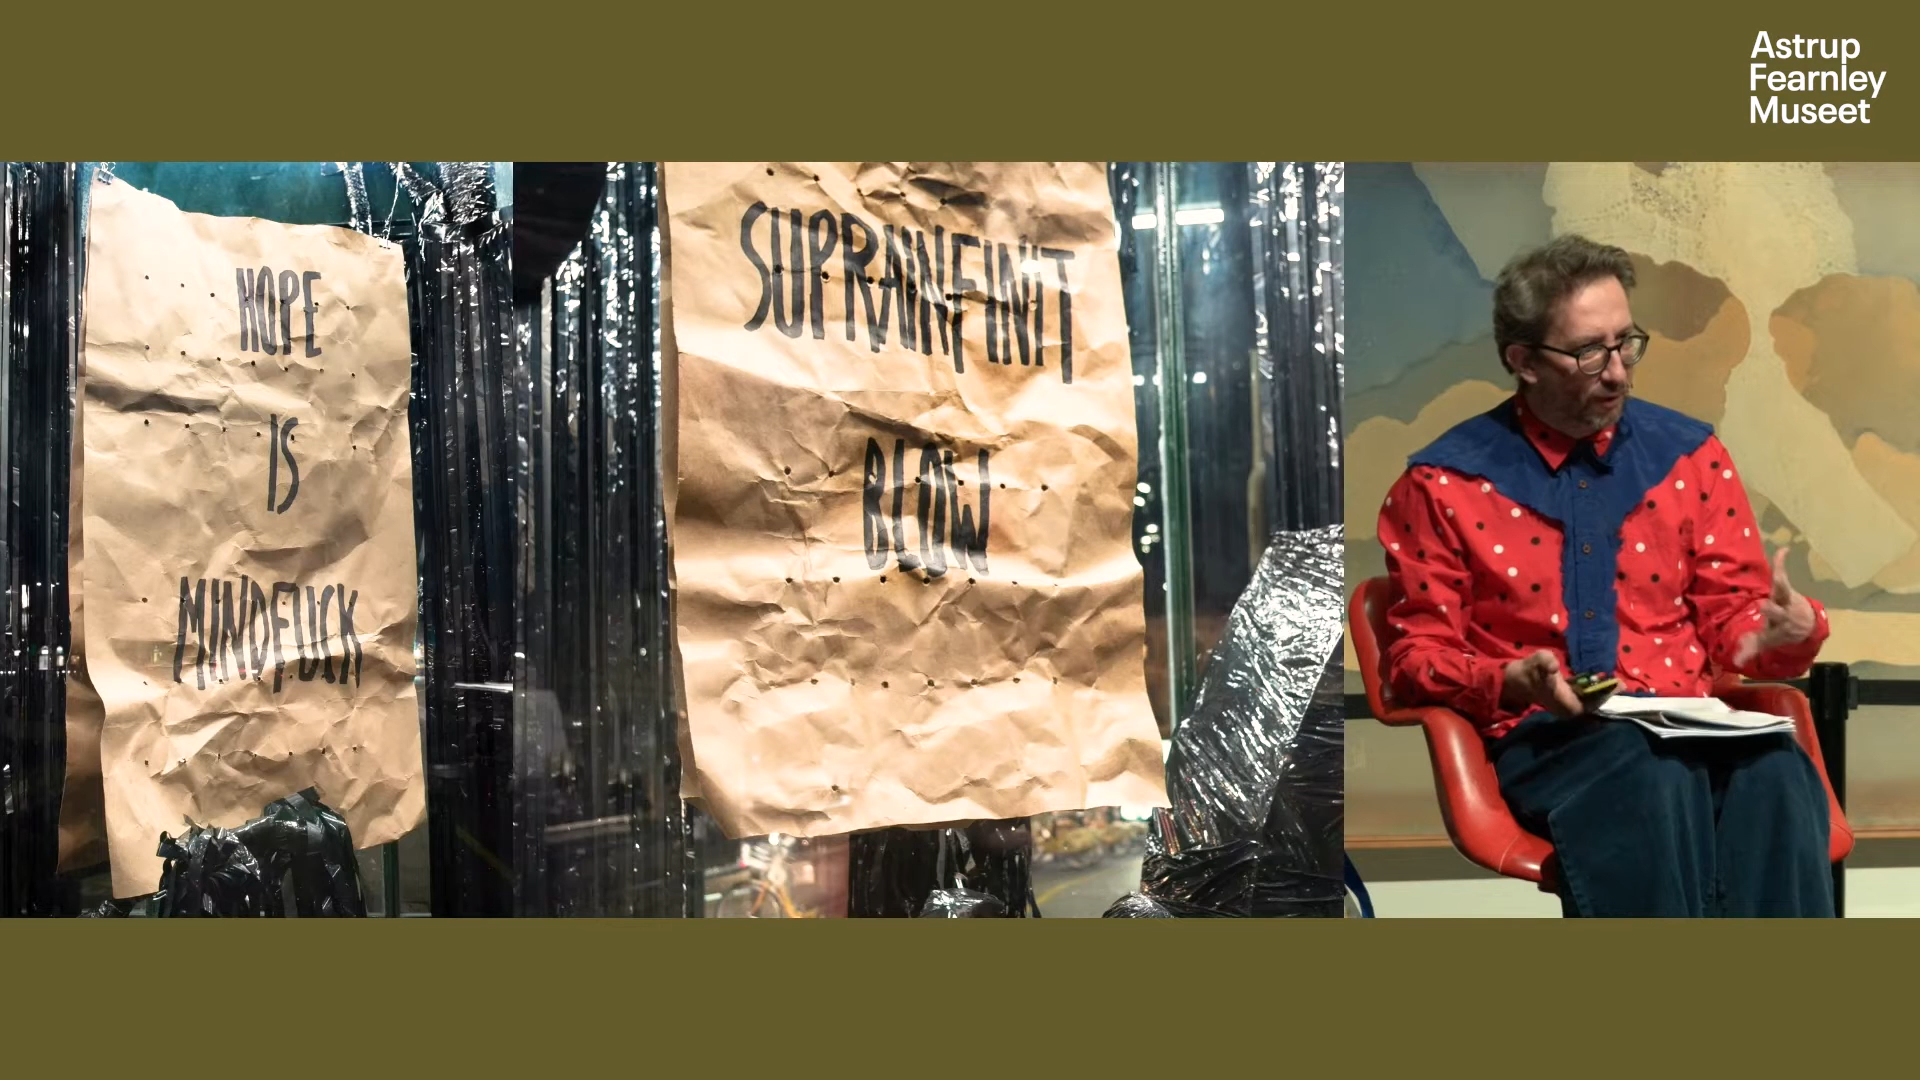 Astrup
Fearnley
Museet
HOPE
IS
MINDFUCK
SUPRAINFINIT
BLOW